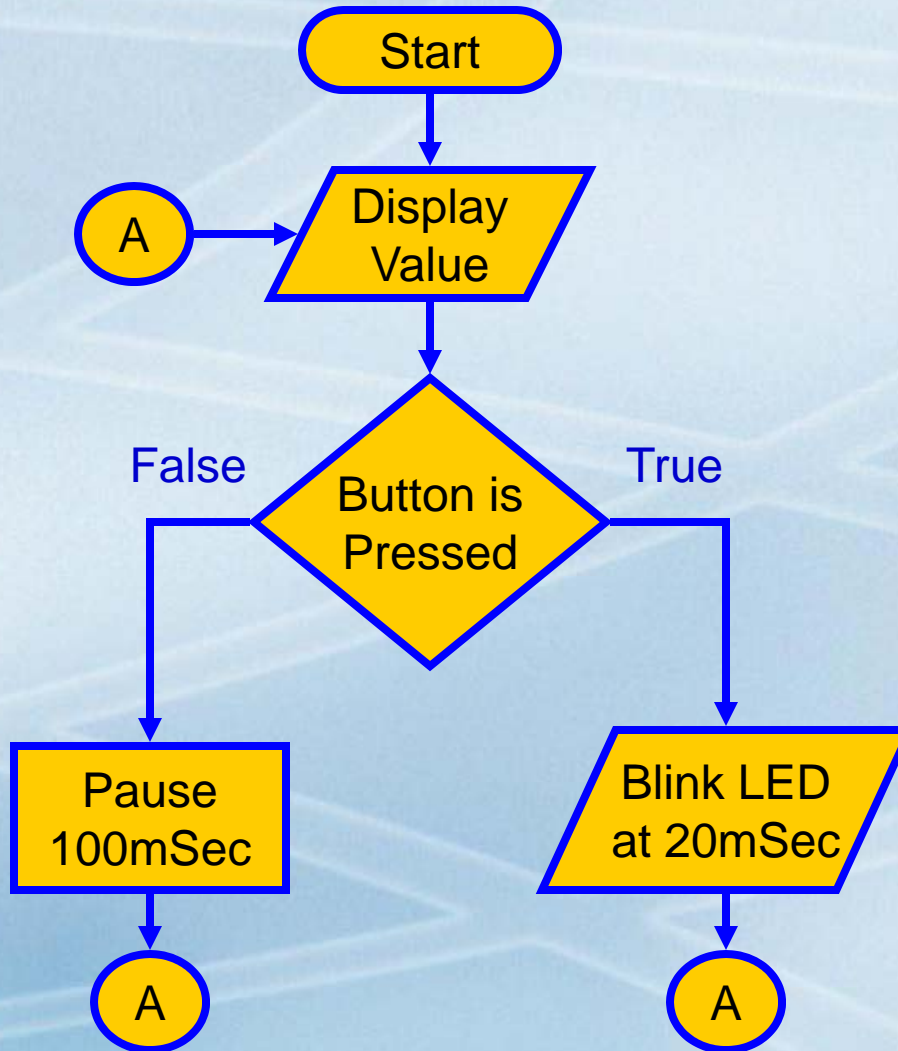 Start
A
Display
Value
False
True
Button is
Pressed
Pause
100mSec
Blink LED
at 20mSec
A
A